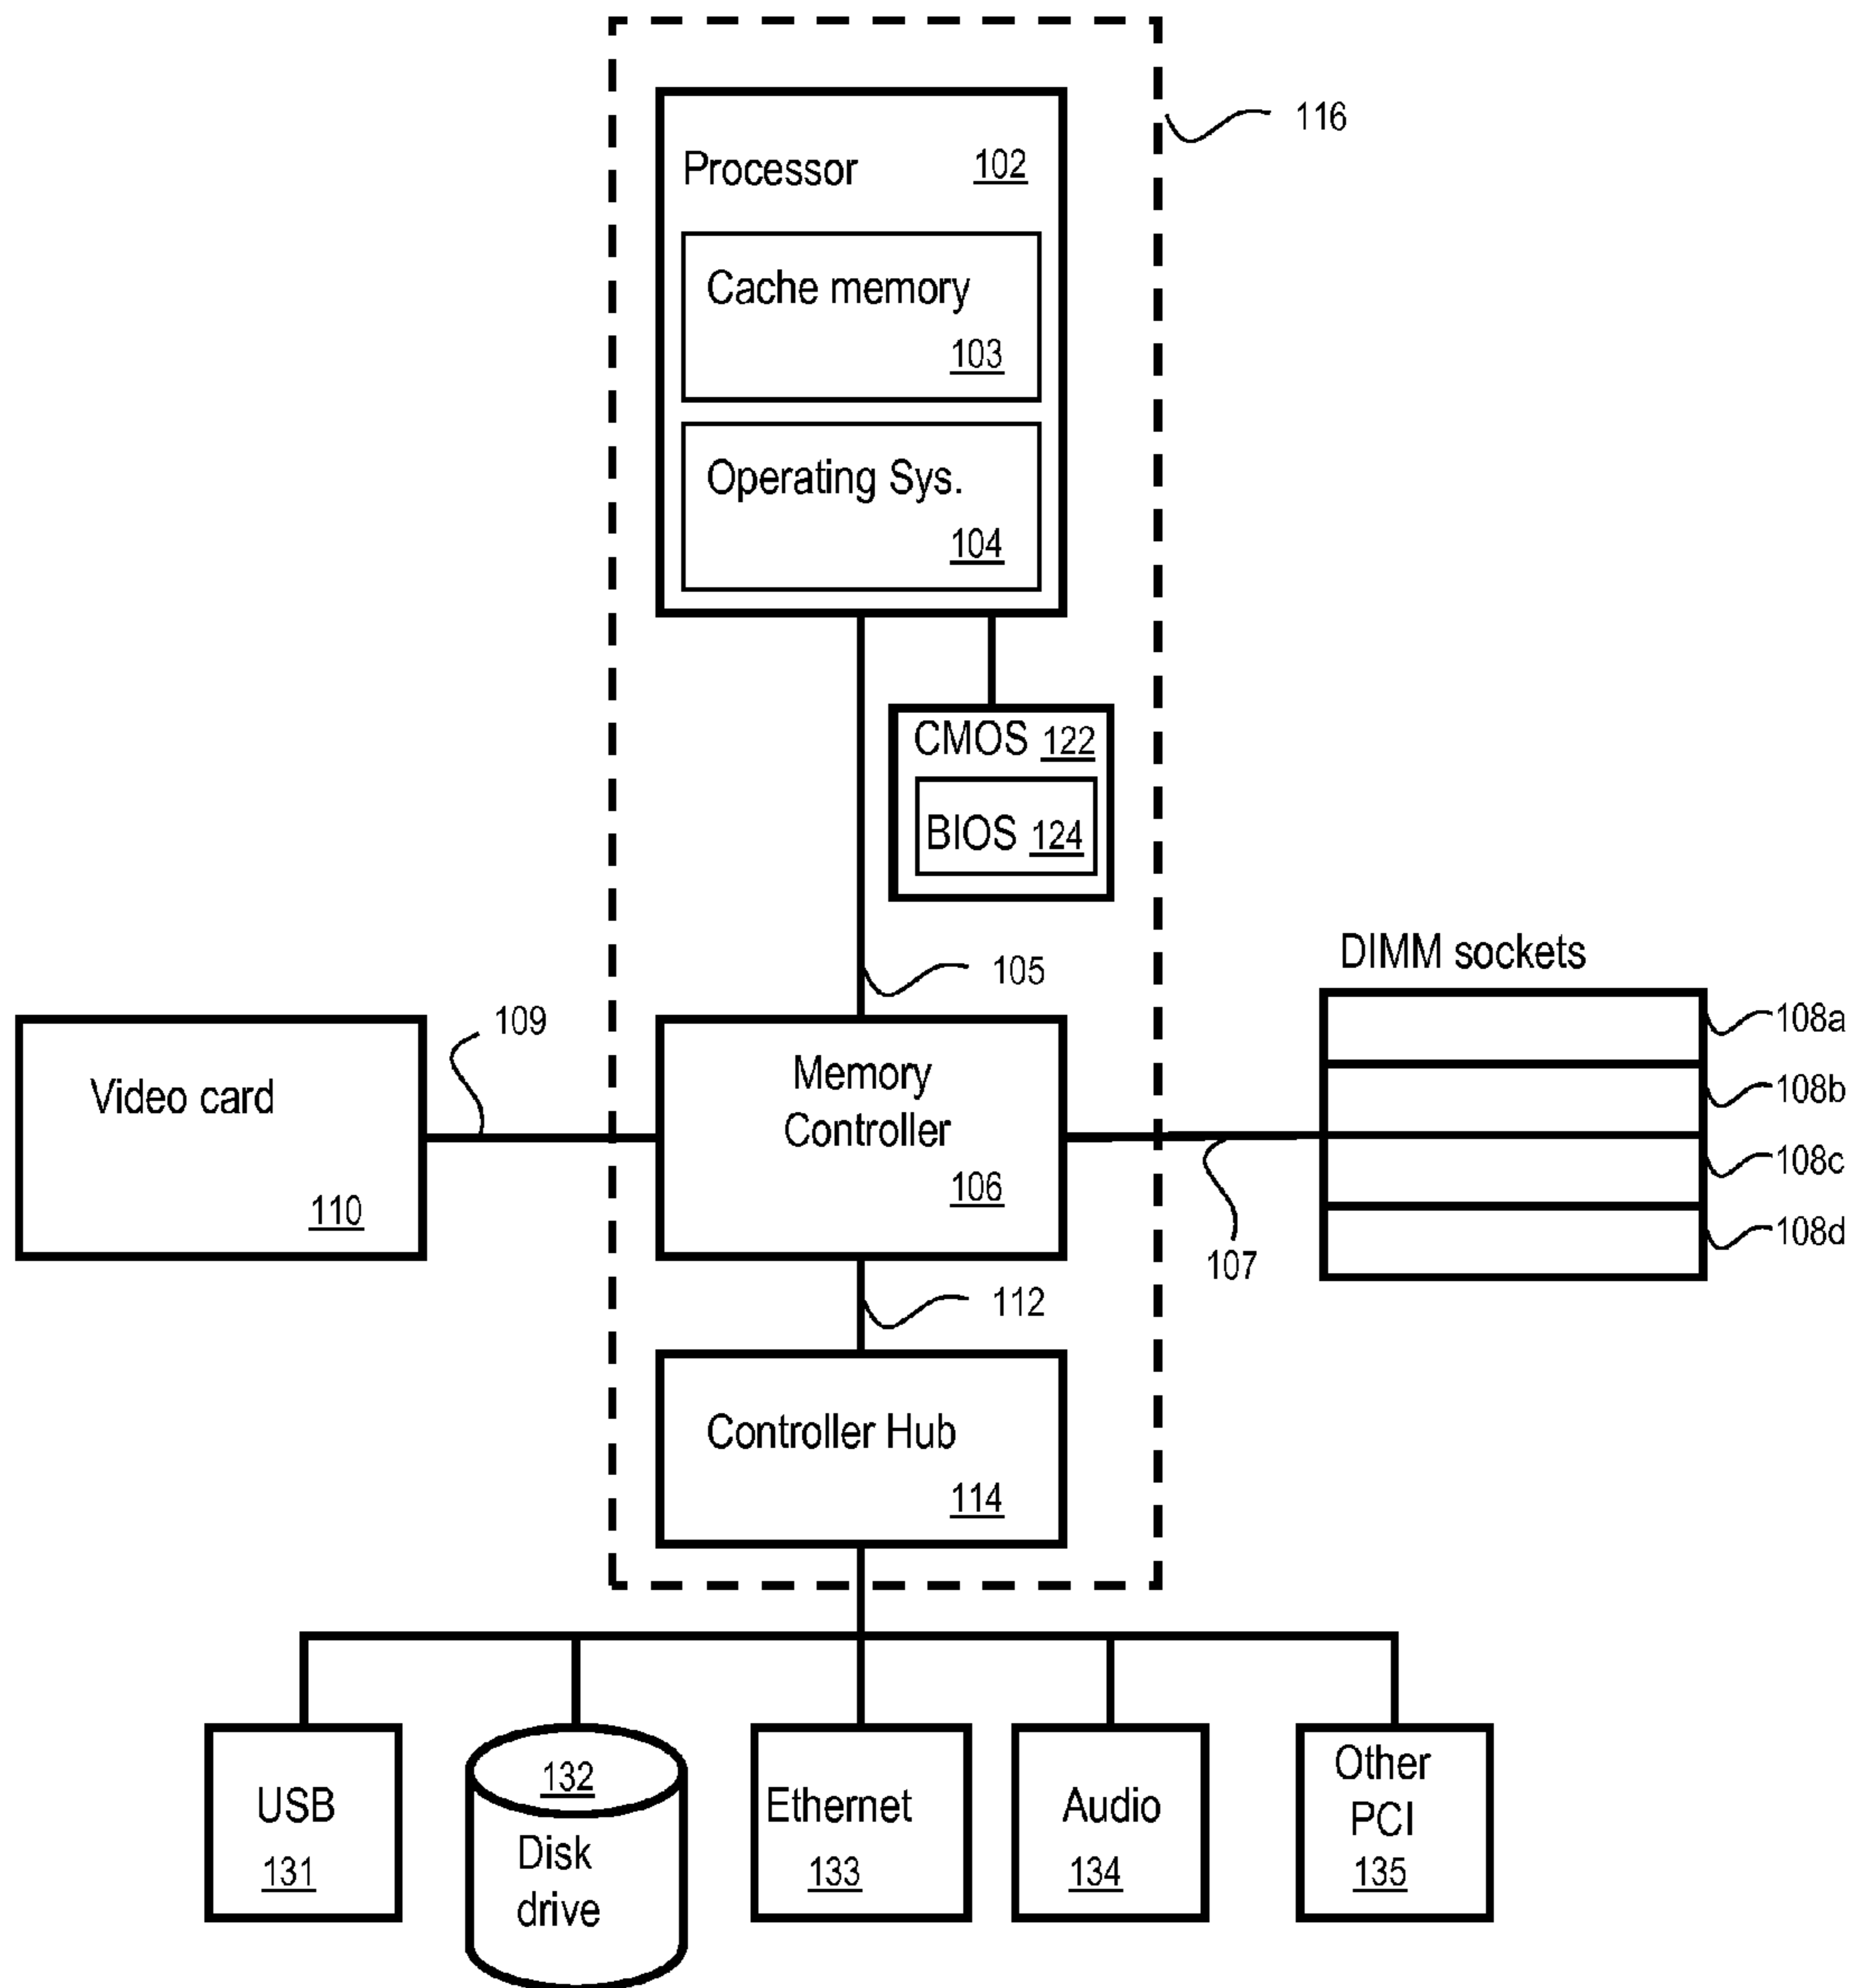 116
Processor 102
Cache memory
103
Operating Sys.
104
CMOS 122
BIOS 124
105
DIMM sockets
108a
108b
108c
108d
109
Video card
110
Memory
Controller
106
107
112
Controller Hub
114
USB
131
132
Disk
drive
Ethernet
133
Audio
134
Other
PCI
135